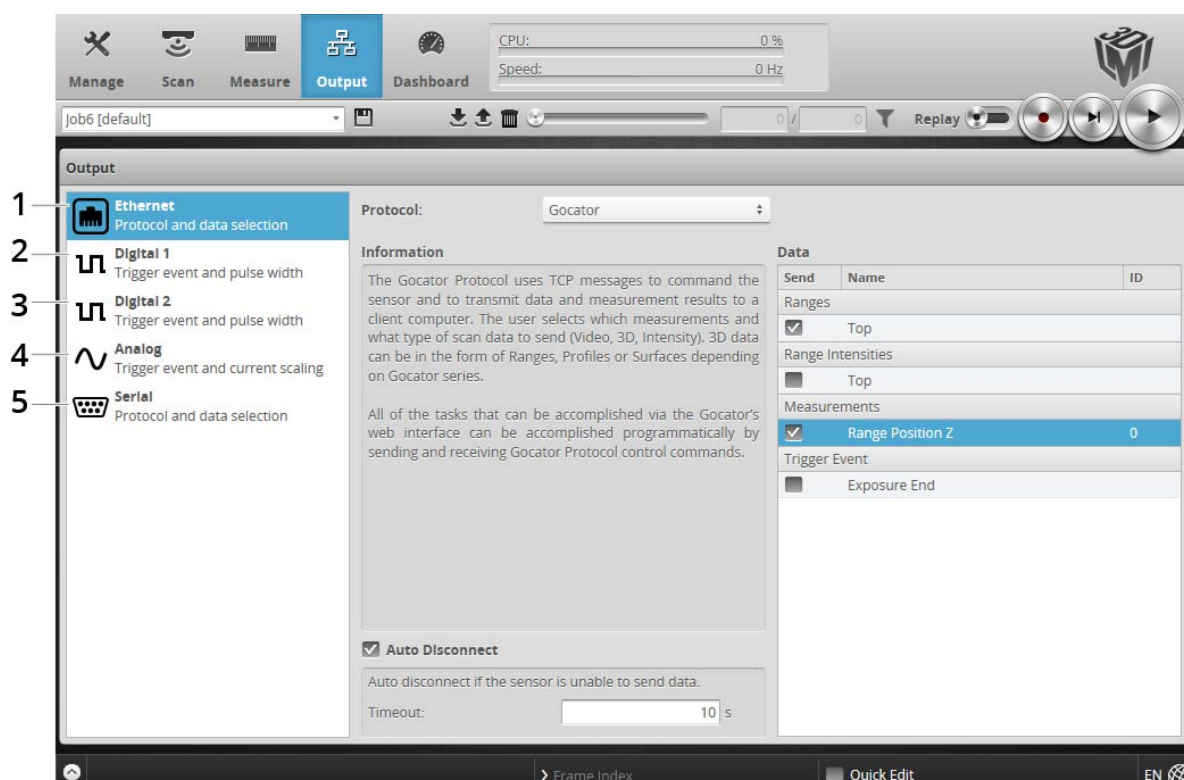 Manage
Scan
Measure
Output
Dashboard
CPU: 0 %
Speed: 0 Hz
Job6 [default]
0 / 0
Replay
Output
1
Ethernet
Protocol and data selection
2
Digital 1
Trigger event and pulse width
3
Digital 2
Trigger event and pulse width
4
Analog
Trigger event and current scaling
5
Serial
Protocol and data selection
Protocol: Gocator
Information
The Gocator Protocol uses TCP messages to command the
sensor and to transmit data and measurement results to a
client computer. The user selects which measurements and
what type of scan data to send (Video, 3D, Intensity). 3D data
can be in the form of Ranges, Profiles or Surfaces depending
on Gocator series.
All of the tasks that can be accomplished via the Gocator's
web interface can be accomplished programmatically by
sending and receiving Gocator Protocol control commands.
Auto Disconnect
Auto disconnect if the sensor is unable to send data.
Timeout: 10 s
Data
Send Name ID
Ranges
Top
Range Intensities
Top
Measurements
Range Position Z 0
Trigger Event
Exposure End
Frame Index
Quick Edit
EN